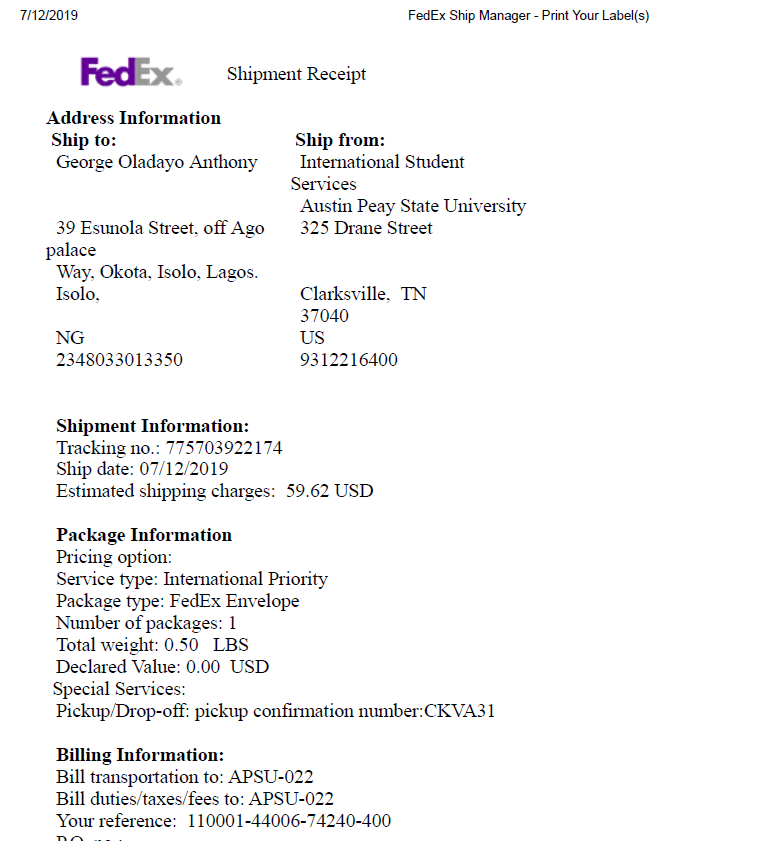 7/12/2019 FedEx Ship Manager - Print Your Label(s)
FedEx® Shipment Receipt
Address Information
Ship to: Ship from:
George Oladayo Anthony International Student
Services
Austin Peay State University
39 Esunola Street, off Ago 325 Drane Street
palace
Way, Okota, Isolo, Lagos.
Isolo, Clarksville, TN
37040
NG US
2348033013350 9312216400
Shipment Information:
Tracking no.: 775703922174
Ship date: 07/12/2019
Estimated shipping charges: 59.62 USD
Package Information
Pricing option:
Service type: International Priority
Package type: FedEx Envelope
Number of packages: 1
Total weight: 0.50 LBS
Declared Value: 0.00 USD
Special Services:
Pickup/Drop-off: pickup confirmation number:CKVA31
Billing Information:
Bill transportation to: APSU-022
Bill duties/taxes/fees to: APSU-022
Your reference: 110001-44006-74240-400